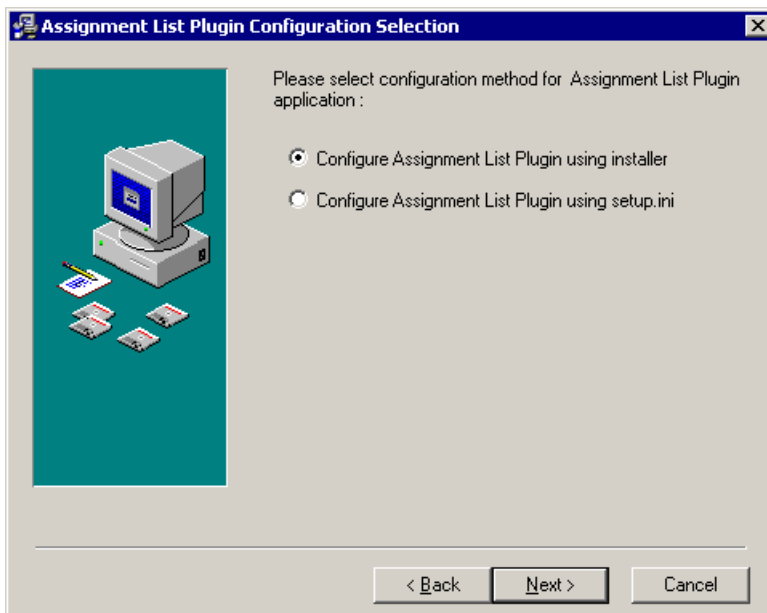 Assignment List Plugin Configuration Selection
Please select configuration method for Assignment List Plugin
application :
Configure Assignment List Plugin using installer
Configure Assignment List Plugin using setup.ini
< Back
Next >
Cancel